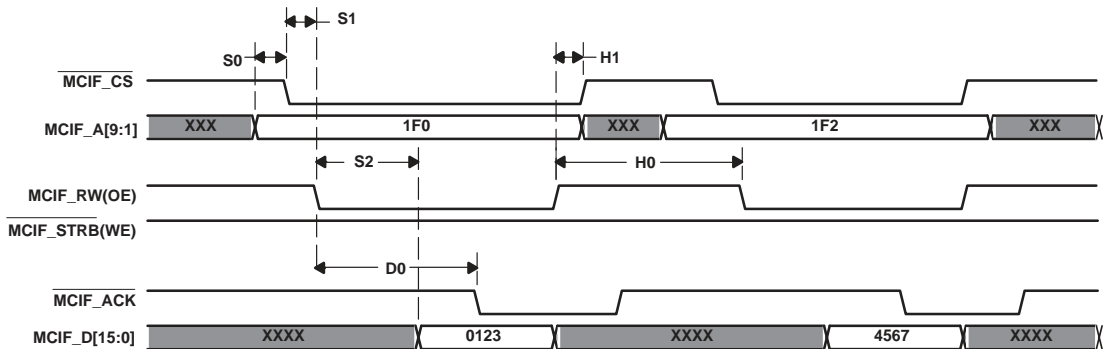 S1
S0
H1
MCIF_CS
MCIF_A[9:1] XXX 1F0 XXX 1F2 XXX
S2 H0
MCIF_RW(OE)
MCIF_STRB(WE)
D0
MCIF_ACK
MCIF_D[15:0] XXXX 0123 XXXX 4567 XXXX